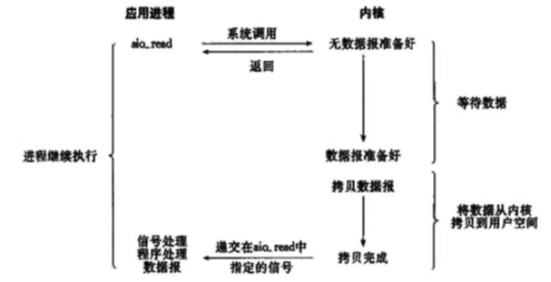 应用进程
内核
aio_read
系统调用
无数据报准备好
返回
等待数据
进程继续执行
数据报准备好
拷贝数据报
将数据从内核
拷贝到用户空间
信号处理
程序处理
数据报
递交在aio_read中
指定的信号
拷贝完成